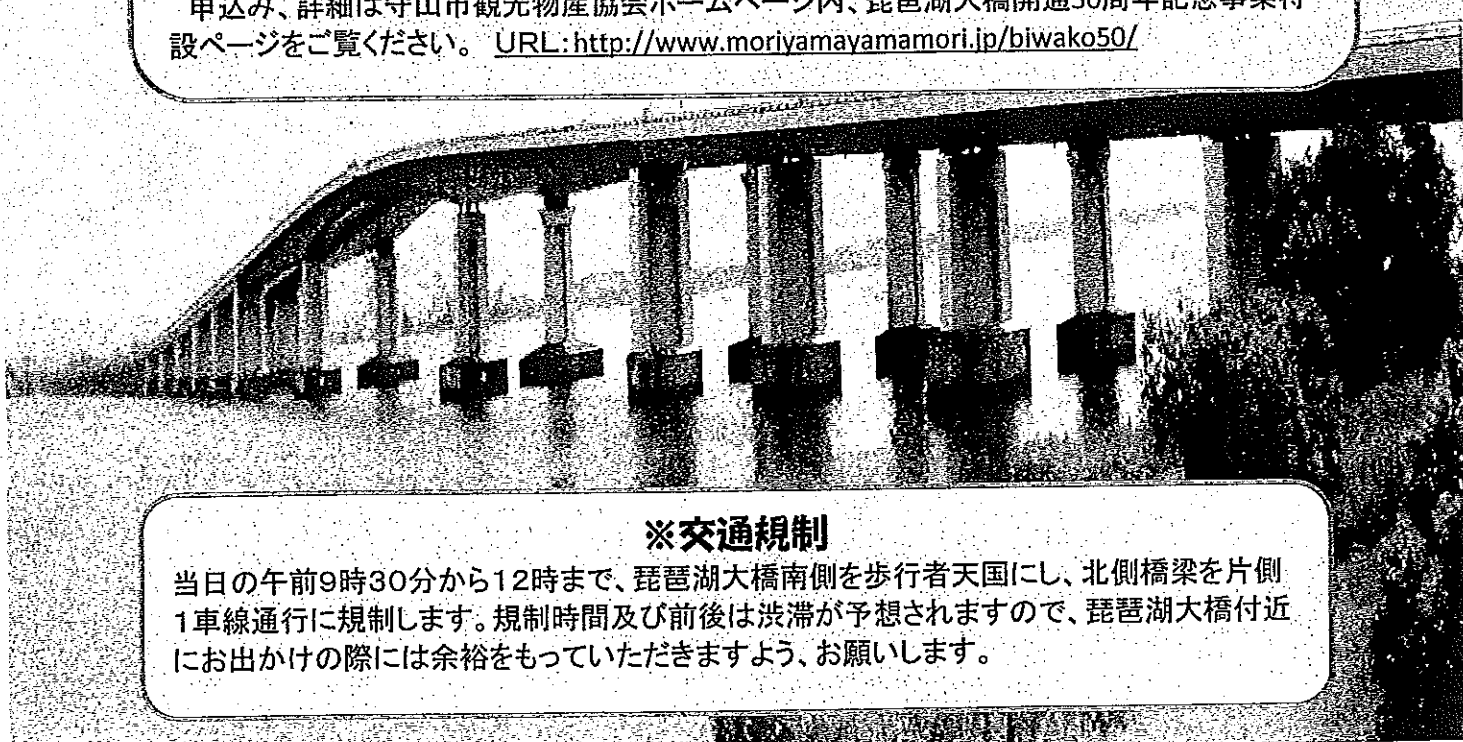 申込み、詳細は守山市観光物産協会ホームページ内、琵琶湖大橋開通50周年記念事業特
設ページをご覧ください。 URL:http://www.moriyamayamamori.jp/biwako50/
※交通規制
当日の午前9時30分から12時まで、琵琶湖大橋南側を歩行者天国にし、北側橋梁を片側
1車線通行に規制します。規制時間及び前後は渋滞が予想されますので、琵琶湖大橋付近
にお出かけの際には余裕をもっていただきますよう、お願いします。